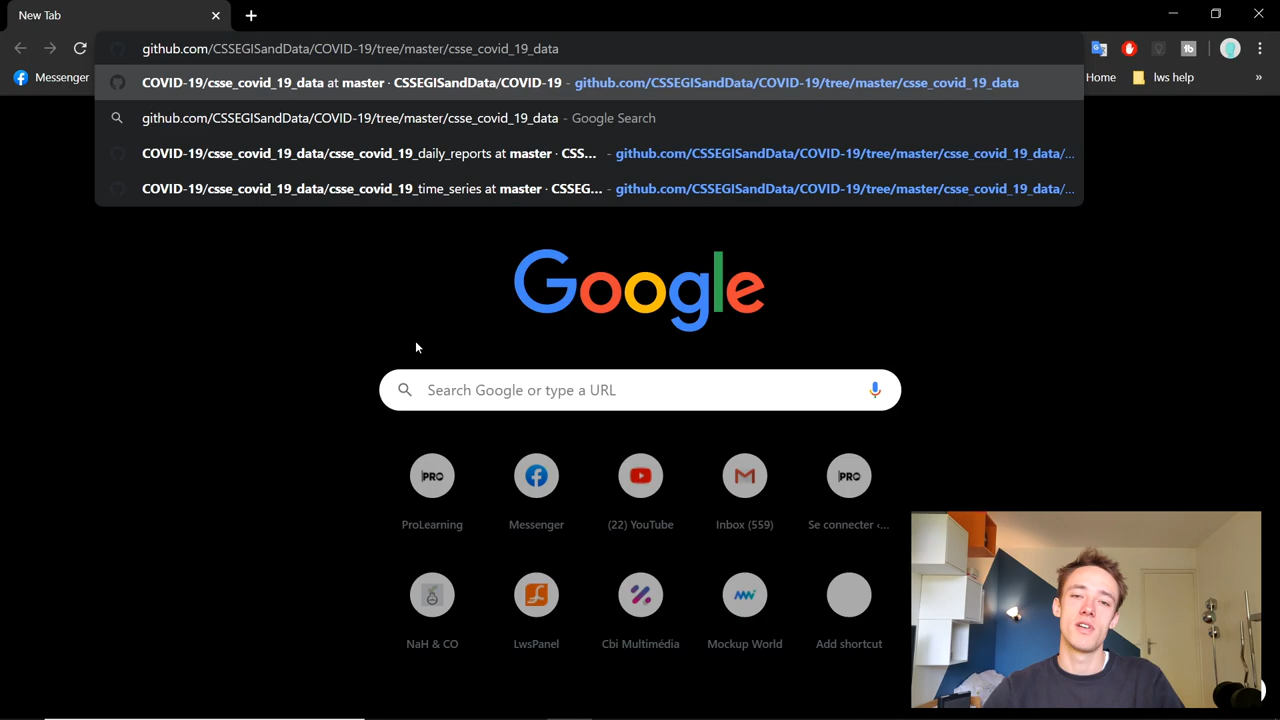 New Tab
github.com/CSSEGISandData/COVID-19/tree/master/csse_covid_19_data
Messenger
Home
lws help
»
COVID-19/csse_covid_19_data at master · CSSEGISandData/COVID-19 - github.com/CSSEGISandData/COVID-19/tree/master/csse_covid_19_data
github.com/CSSEGISandData/COVID-19/tree/master/csse_covid_19_data - Google Search
COVID-19/csse_covid_19_data/csse_covid_19_daily_reports at master · CSS... - github.com/CSSEGISandData/COVID-19/tree/master/csse_covid_19_data/...
COVID-19/csse_covid_19_data/csse_covid_19_time_series at master · CSSEG... - github.com/CSSEGISandData/COVID-19/tree/master/csse_covid_19_data/...
Google
Search Google or type a URL
PRO
PRO
ProLearning
Messenger
(22) YouTube
Inbox (559)
Se connecter ‹...
NaH & CO
LwsPanel
Cbi Multimédia
Mockup World
Add shortcut